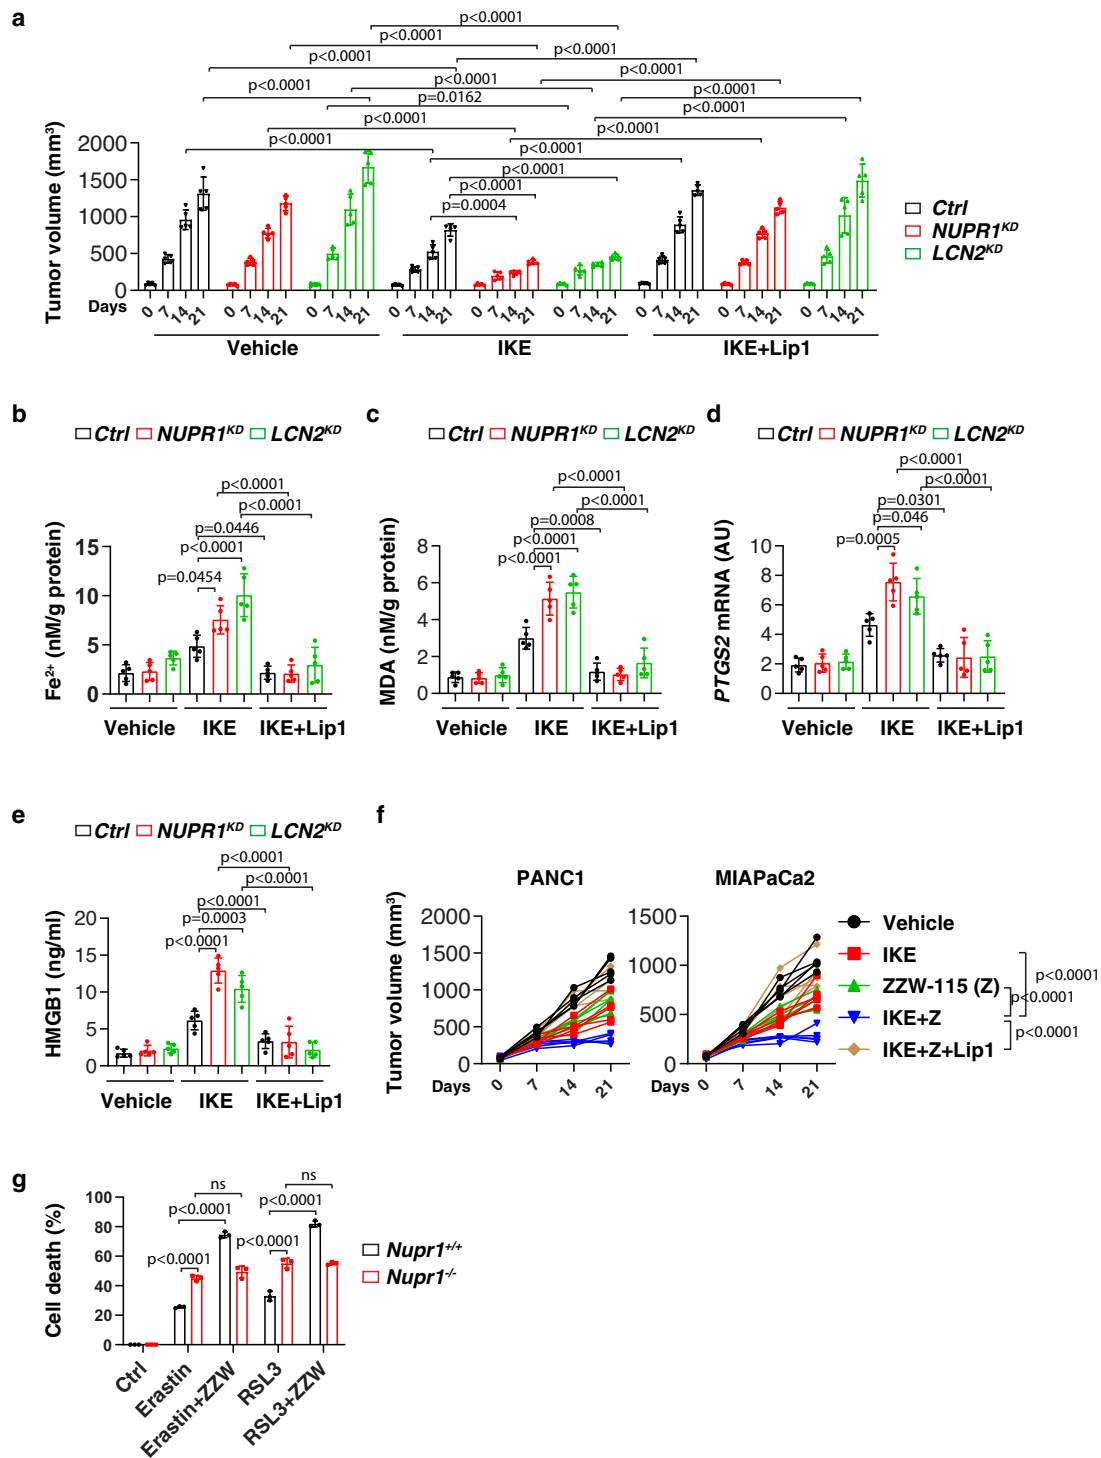 a
p<0.0001
p<0.0001
p<0.0001 p<0.0001
p<0.0001 p<0.0001 p<0.0001
p=0.0162 p<0.0001
p<0.0001 p<0.0001
p<0.0001 p<0.0001
p<0.0001
p<0.0001
p=0.0004
Tumor volume (mm³)
2000
1500
1000
500
0
Ctrl
NUPR1KD
LCN2KD
Days
0 7 14 21 0 7 14 21 0 7 14 21 0 7 14 21 0 7 14 21 0 7 14 21 0 7 14 21 0 7 14 21 0 7 14 21
Vehicle IKE IKE+Lip1
b
Ctrl NUPR1KD LCN2KD
p<0.0001
p<0.0001
p=0.0446
p<0.0001
p=0.0454
Fe²⁺ (nM/g protein)
15
10
5
0
Vehicle IKE IKE+Lip1
c
Ctrl NUPR1KD LCN2KD
p<0.0001
p<0.0001
p=0.0008
p<0.0001
p<0.0001
MDA (nM/g protein)
8
6
4
2
0
Vehicle IKE IKE+Lip1
d
Ctrl NUPR1KD LCN2KD
p<0.0001
p<0.0001
p=0.0301
p=0.046
p=0.0005
PTGS2 mRNA (AU)
10
8
6
4
2
0
Vehicle IKE IKE+Lip1
e
Ctrl NUPR1KD LCN2KD
p<0.0001
p<0.0001
p<0.0001
p=0.0003
p<0.0001
HMGB1 (ng/ml)
20
15
10
5
0
Vehicle IKE IKE+Lip1
f
PANC1 MIAPaCa2
Tumor volume (mm³)
2000
1500
1000
500
0
Days
0 7 14 21
1500
1000
500
0
Days
0 7 14 21
Vehicle
IKE
ZZW-115 (Z)
IKE+Z
IKE+Z+Lip1
p<0.0001
p<0.0001
p<0.0001
g
ns ns
p<0.0001 p<0.0001
p<0.0001 p<0.0001
Cell death (%)
100
80
60
40
20
0
Nupr1+/+
Nupr1-/-
Ctrl
Erastin
Erastin+ZZW
RSL3
RSL3+ZZW